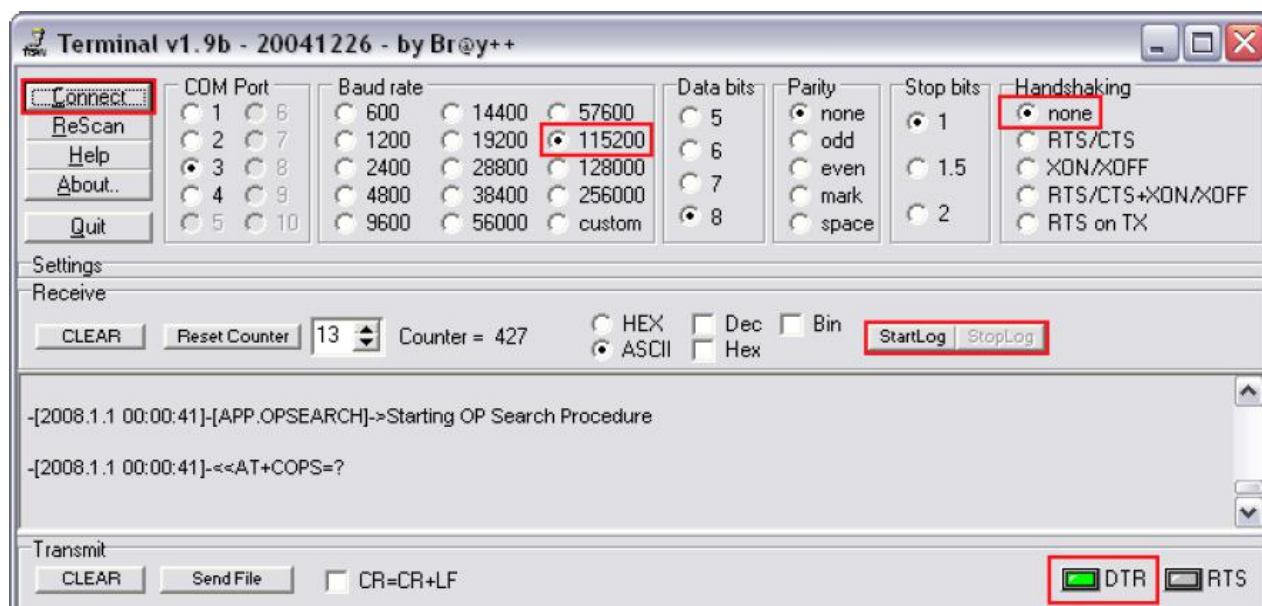 Terminal v1.9b - 20041226 - by Br@y++
Connect
ReScan
Help
About..
Quit
COM Port
1 6
2 7
3 8
4 9
5 10
Baud rate
600 14400 57600
1200 19200 115200
2400 28800 128000
4800 38400 256000
9600 56000 custom
Data bits
5
6
7
8
Parity
none
odd
even
mark
space
Stop bits
1
1.5
2
Handshaking
none
RTS/CTS
XON/XOFF
RTS/CTS+XON/XOFF
RTS on TX
Settings
Receive
CLEAR Reset Counter 13 Counter = 427 HEX Dec Bin StartLog StopLog
ASCII Hex
-[2008.1.1 00:00:41]-[APP.OPSEARCH]->Starting OP Search Procedure
-[2008.1.1 00:00:41]-<<AT+COPS=?
Transmit
CLEAR Send File CR=CR+LF DTR RTS